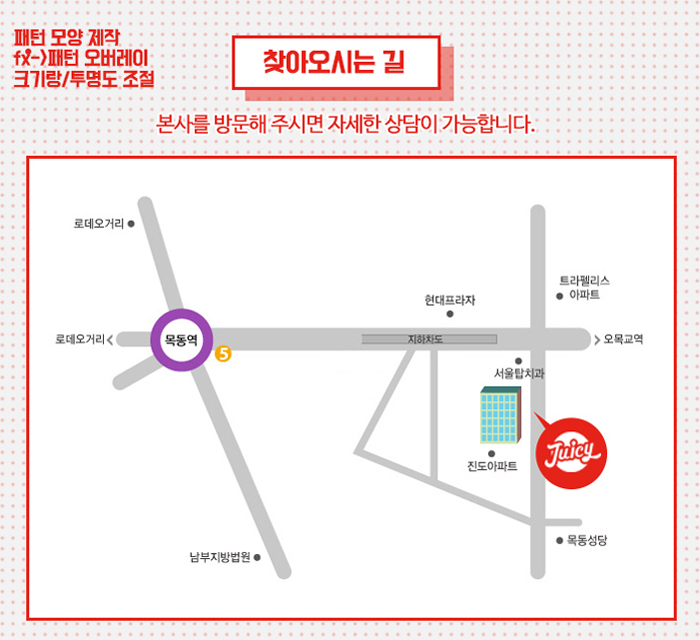 패턴 모양 제작
fx->패턴 오버레이
크기랑/투명도 조절
찾아오시는 길
본사를 방문해 주시면 자세한 상담이 가능합니다.
로데오거리
트라펠리스
아파트
현대프라자
로데오거리
목동역
5
지하차도
오목교역
서울탑치과
Juicy
진도아파트
목동성당
남부지방법원